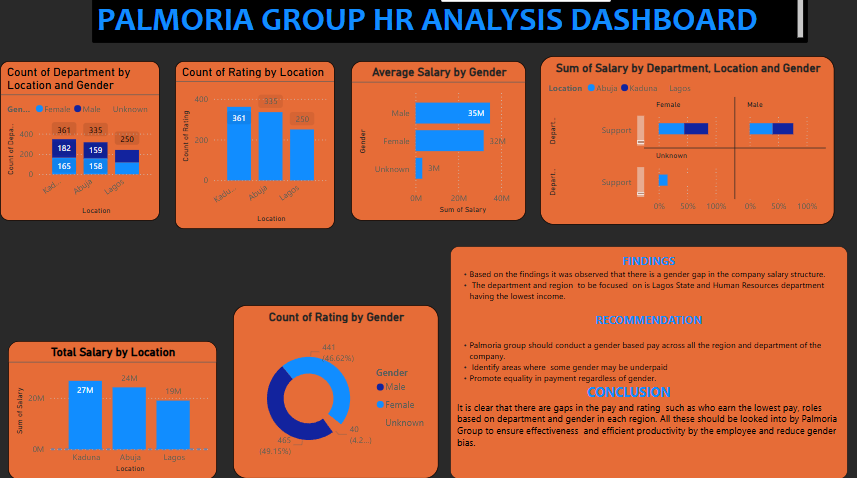 PALMORIA GROUP HR ANALYSIS DASHBOARD
Count of Department by
Location and Gender
Gen... Female Male Unknown
Count of Depa...
400
200
0
361
335
250
182
159
165
158
Kad...
Abuja
Lagos
Location
Count of Rating by Location
Count of Rating
400
200
0
361
335
250
Kadu...
Abuja
Lagos
Location
Average Salary by Gender
Gender
Male
35M
Female
32M
Unknown
3M
0M 20M 40M
Sum of Salary
Sum of Salary by Department, Location and Gender
Location Abuja Kaduna Lagos
Female
Male
Depart...
Support
Unknown
Depart...
Support
0% 50% 100% 0% 50% 100%
Total Salary by Location
Sum of Salary
20M
0M
27M
24M
19M
Kaduna Abuja Lagos
Location
Count of Rating by Gender
441
(46.62%)
40
(4.2...)
465
(49.15%)
Gender
Male
Female
Unknown
FINDINGS
• Based on the findings it was observed that there is a gender gap in the company salary structure.
• The department and region to be focused on is Lagos State and Human Resources department
having the lowest income.
RECOMMENDATION
• Palmoria group should conduct a gender based pay across all the region and department of the
company.
• Identify areas where some gender may be underpaid
• Promote equality in payment regardless of gender.
CONCLUSION
It is clear that there are gaps in the pay and rating such as who earn the lowest pay, roles
based on department and gender in each region. All these should be looked into by Palmoria
Group to ensure effectiveness and efficient productivity by the employee and reduce gender
bias.